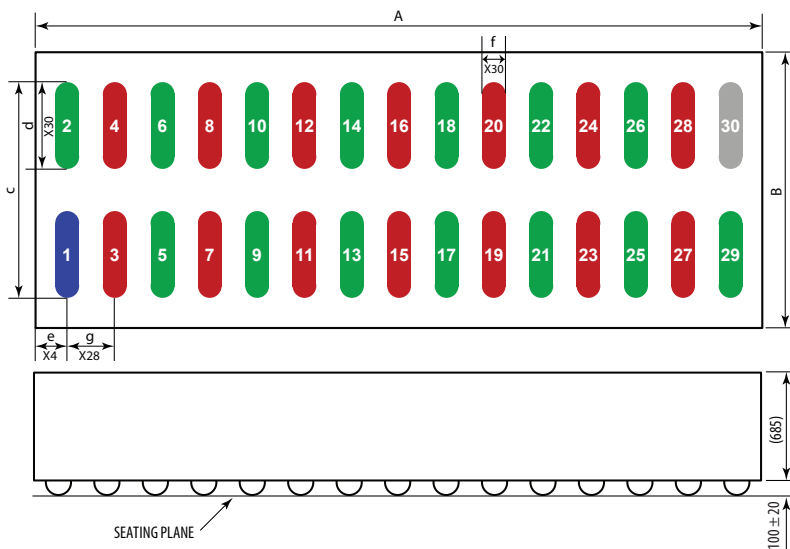 A
f
X30
2 4 6 8 10 12 14 16 18 20 22 24 26 28 30
d
X30
c
B
1 3 5 7 9 11 13 15 17 19 21 23 25 27 29
e
X4
g
X28
(685)
SEATING PLANE
100 ± 20